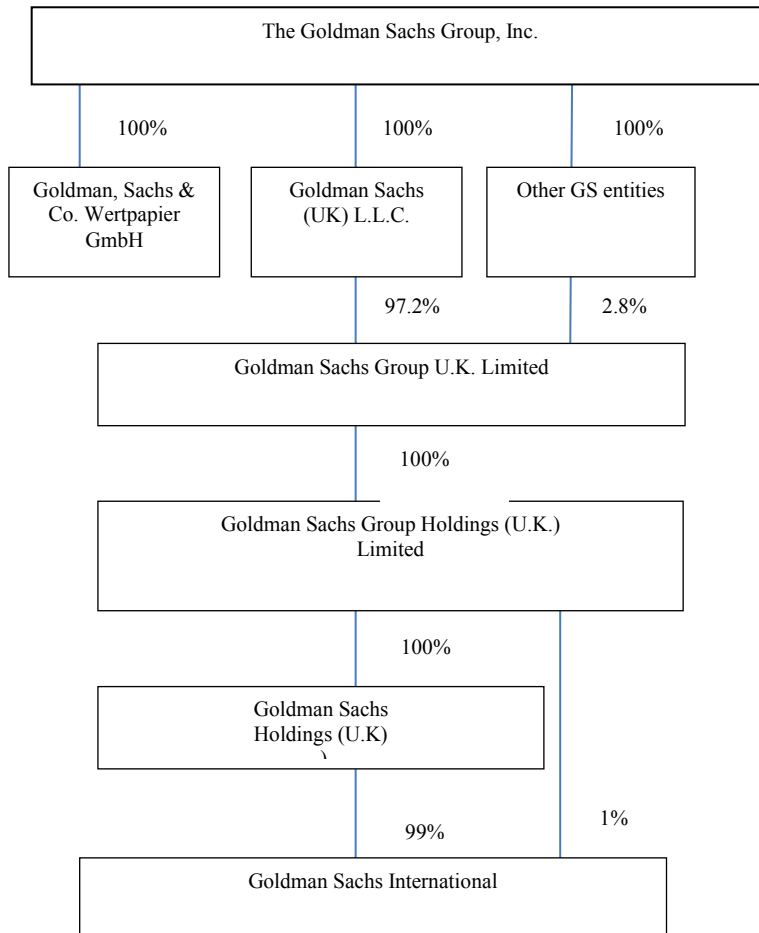 The Goldman Sachs Group, Inc.
100%
100%
100%
Goldman, Sachs &
Co. Wertpapier
GmbH
Goldman Sachs
(UK) L.L.C.
Other GS entities
97.2%
2.8%
Goldman Sachs Group U.K. Limited
100%
Goldman Sachs Group Holdings (U.K.)
Limited
100%
Goldman Sachs
Holdings (U.K)
99%
1%
Goldman Sachs International